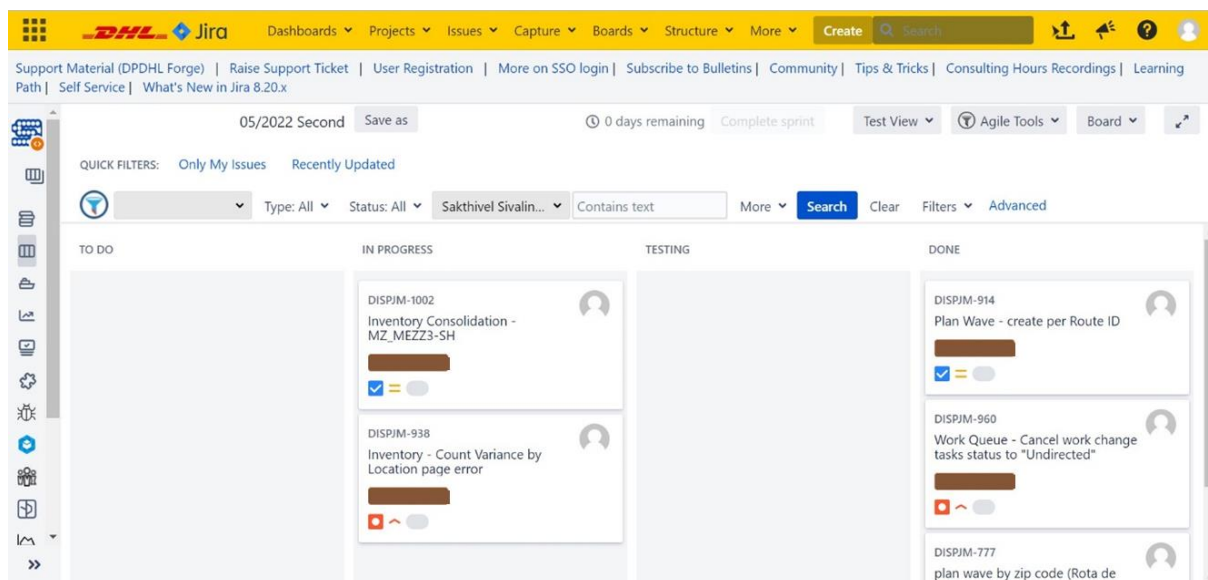 DHL Jira Dashboards Projects Issues Capture Boards Structure More Create Search
Support Material (DPDHL Forge) | Raise Support Ticket | User Registration | More on SSO login | Subscribe to Bulletins | Community | Tips & Tricks | Consulting Hours Recordings | Learning
Path | Self Service | What's New in Jira 8.20.x
05/2022 Second Save as 0 days remaining Complete sprint Test View Agile Tools Board
QUICK FILTERS: Only My Issues Recently Updated
Type: All Status: All Sakthivel Sivalin... Contains text More Search Clear Filters Advanced
TO DO IN PROGRESS TESTING DONE
DISPJM-1002
Inventory Consolidation -
MZ_MEZZ3-SH
DISPJM-938
Inventory - Count Variance by
Location page error
DISPJM-914
Plan Wave - create per Route ID
DISPJM-960
Work Queue - Cancel work change
tasks status to "Undirected"
DISPJM-777
plan wave by zip code (Rota de